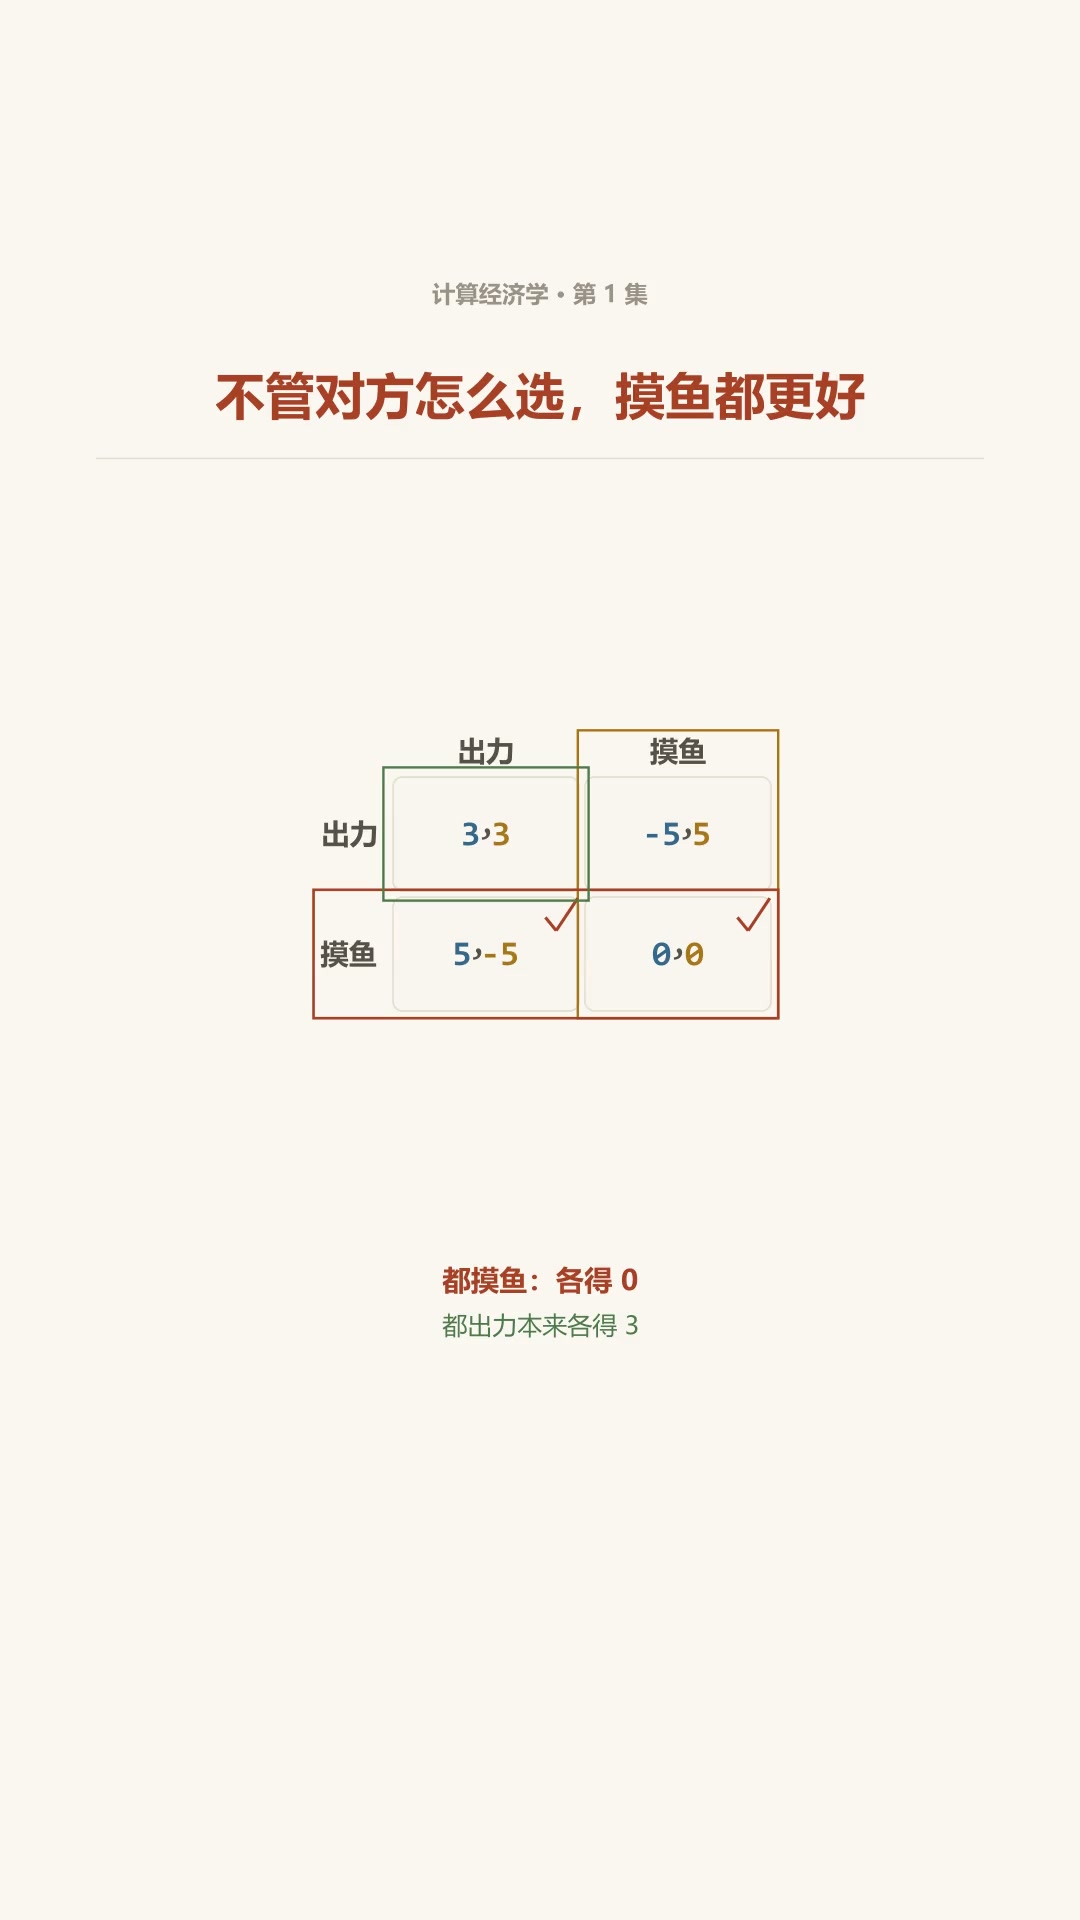 计算经济学·第 1 集
不管对方怎么选，摸鱼都更好
出力 摸鱼
出力 3,3 -5,5
摸鱼 5,-5 0,0
都摸鱼：各得 0
都出力本来各得 3